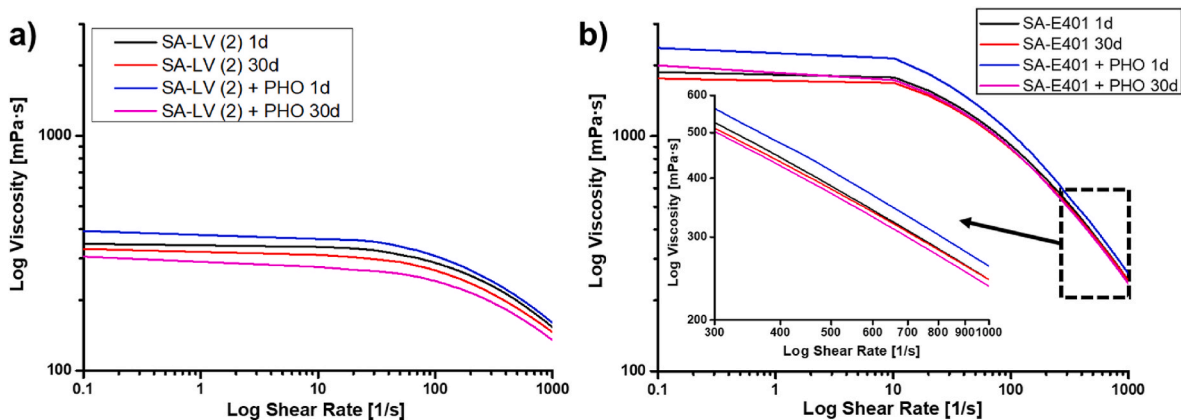 a)
SA-LV (2) 1d
SA-LV (2) 30d
SA-LV (2) + PHO 1d
SA-LV (2) + PHO 30d
Log Viscosity [mPa·s]
1000
100
0.1
1
10
100
1000
Log Shear Rate [1/s]
b)
SA-E401 1d
SA-E401 30d
SA-E401 + PHO 1d
SA-E401 + PHO 30d
Log Viscosity [mPa·s]
1000
100
0.1
1
10
100
1000
Log Shear Rate [1/s]
Log Viscosity [mPa·s]
600
500
400
300
200
300
400
500
600
700
800
900
1000
Log Shear Rate [1/s]